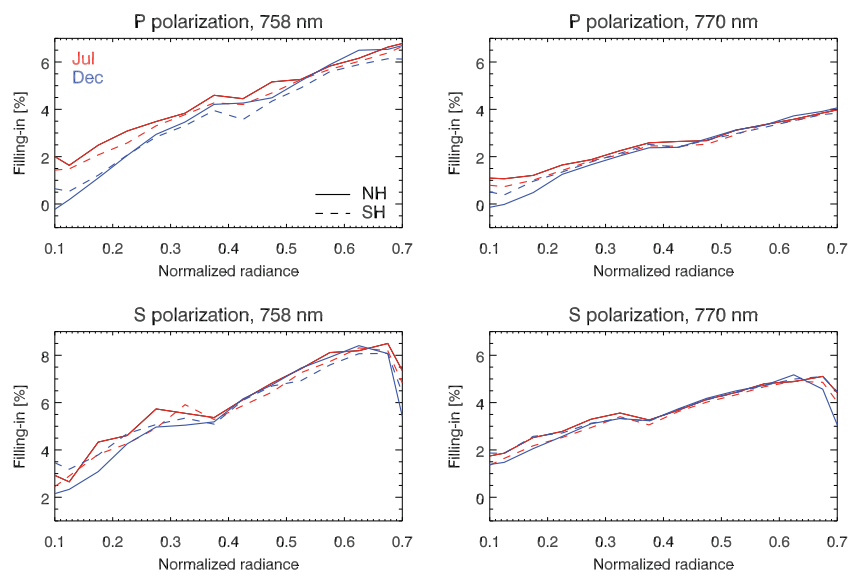 P polarization, 758 nm
Filling-in [%]
6
4
2
0
Jul
Dec
NH
SH
0.1 0.2 0.3 0.4 0.5 0.6 0.7
Normalized radiance
P polarization, 770 nm
Filling-in [%]
6
4
2
0
0.1 0.2 0.3 0.4 0.5 0.6 0.7
Normalized radiance
S polarization, 758 nm
Filling-in [%]
8
6
4
2
0.1 0.2 0.3 0.4 0.5 0.6 0.7
Normalized radiance
S polarization, 770 nm
Filling-in [%]
6
4
2
0
0.1 0.2 0.3 0.4 0.5 0.6 0.7
Normalized radiance